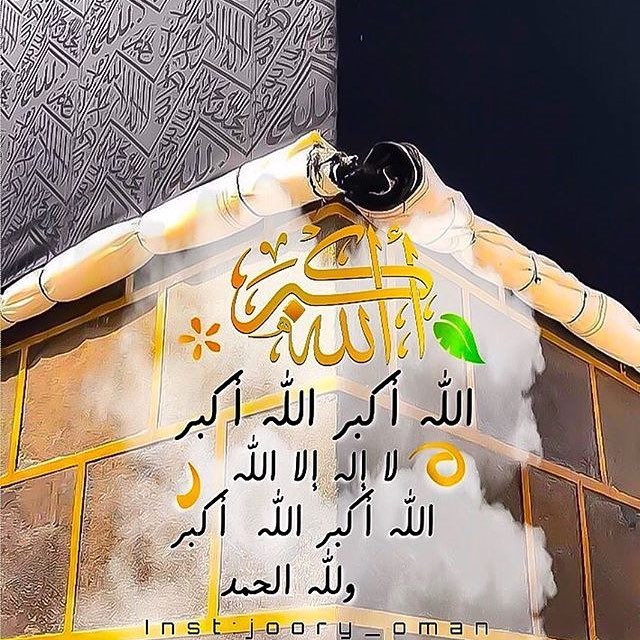 الله أكبر
الله أكبر الله أكبر
لا إله إلا الله
الله أكبر الله أكبر
ولله الحمد
Inst:joory_oman